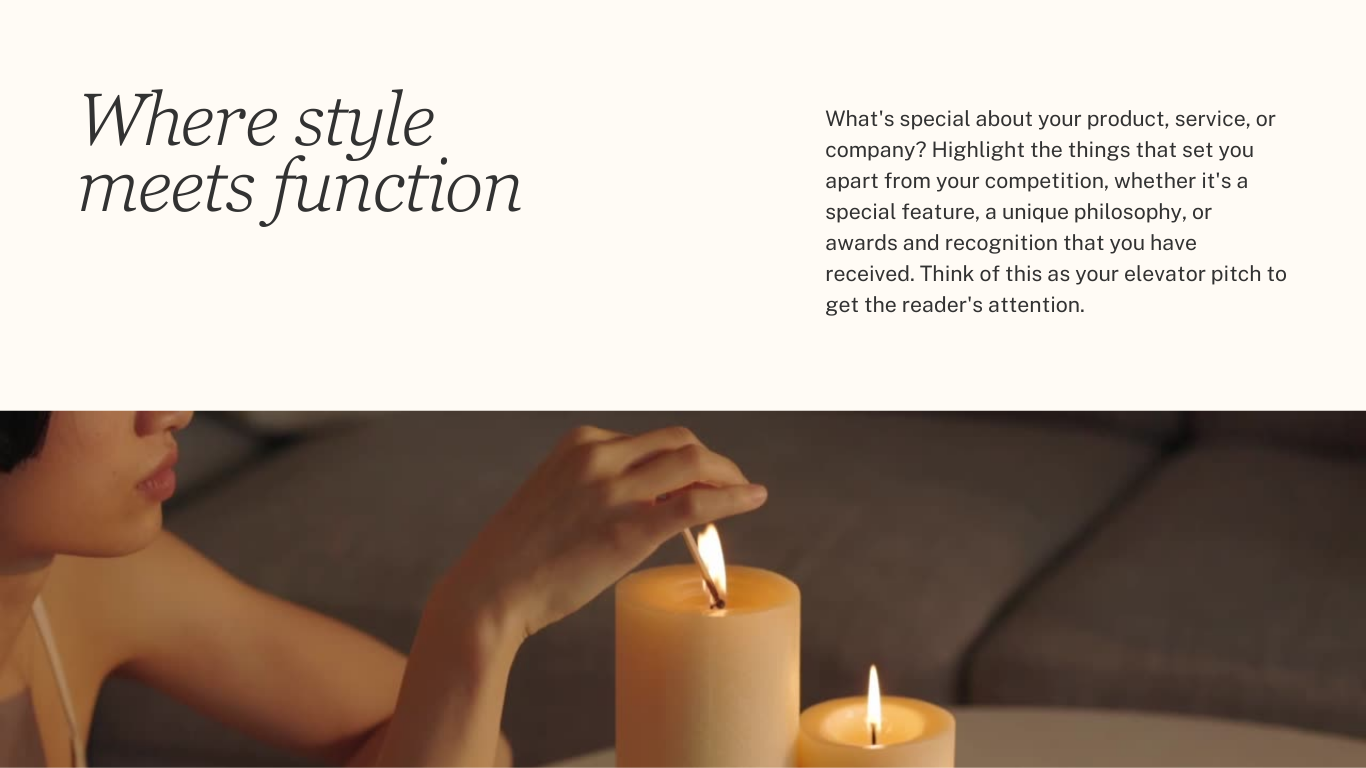 Where style
meets function
What's special about your product, service, or
company? Highlight the things that set you
apart from your competition, whether it's a
special feature, a unique philosophy, or
awards and recognition that you have
received. Think of this as your elevator pitch to
get the reader's attention.